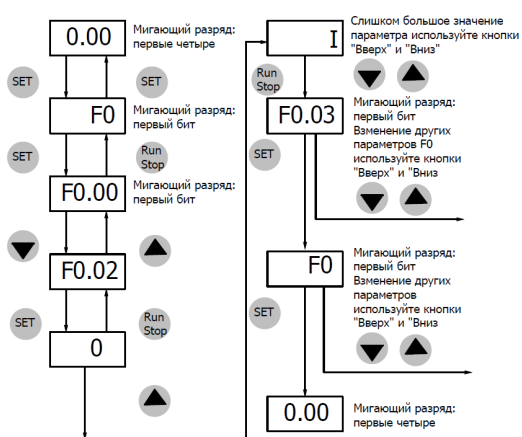 0.00
Мигающий разряд:
первые четыре
SET
SET
F0
Мигающий разряд:
первый бит
SET
Run
Stop
F0.00
Мигающий разряд:
первый бит
F0.02
SET
Run
Stop
0
I
Слишком большое значение
параметра используйте кнопки
"Вверх" и "Вниз"
Run
Stop
F0.03
Мигающий разряд:
первый бит
Взменение других
параметров F0
используйте кнопки
"Вверх" и "Вниз
SET
F0
Мигающий разряд:
первый бит
Взменение других
параметров
используйте кнопки
"Вверх" и "Вниз
SET
0.00
Мигающий разряд:
первые четыре